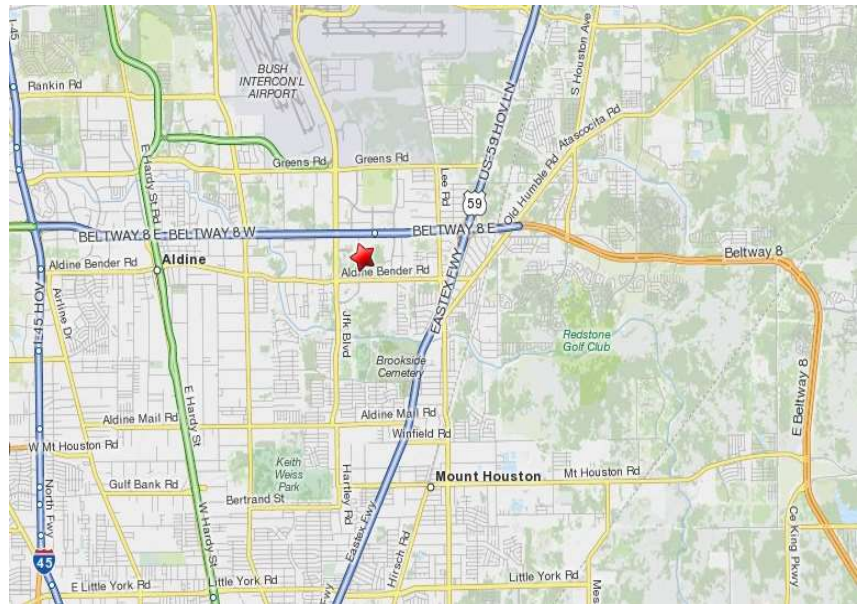 I-45
Rankin Rd
BUSH
INTERCON'L
AIRPORT
S Houston Ave
US-59 HOV LN
Atascocita Rd
E Hardy St Rd
Greens Rd
Greens Rd
Lee Rd
Old Humble Rd
59
BELTWAY 8 E-BELTWAY 8 W
BELTWAY 8 E
Beltway 8
Aldine Bender Rd
Aldine
Aldine Bender Rd
Airline Dr
I-45 HOV
Jfk Blvd
EASTEX FWY
Redstone
Golf Club
Brookside
Cemetery
E Hardy St
E Beltway 8
Aldine Mail Rd
Aldine Mail Rd
Winfield Rd
W Mt Houston Rd
Keith
Weiss
Park
Hartley Rd
Mount Houston
Mt Houston Rd
Gulf Bank Rd
Bertrand St
North Fwy
W Hardy St
Eastex Fwy
Hirsch Rd
Ce King Pkwy
45
E Little York Rd
Little York Rd
Fwy
Little York Rd
Mes